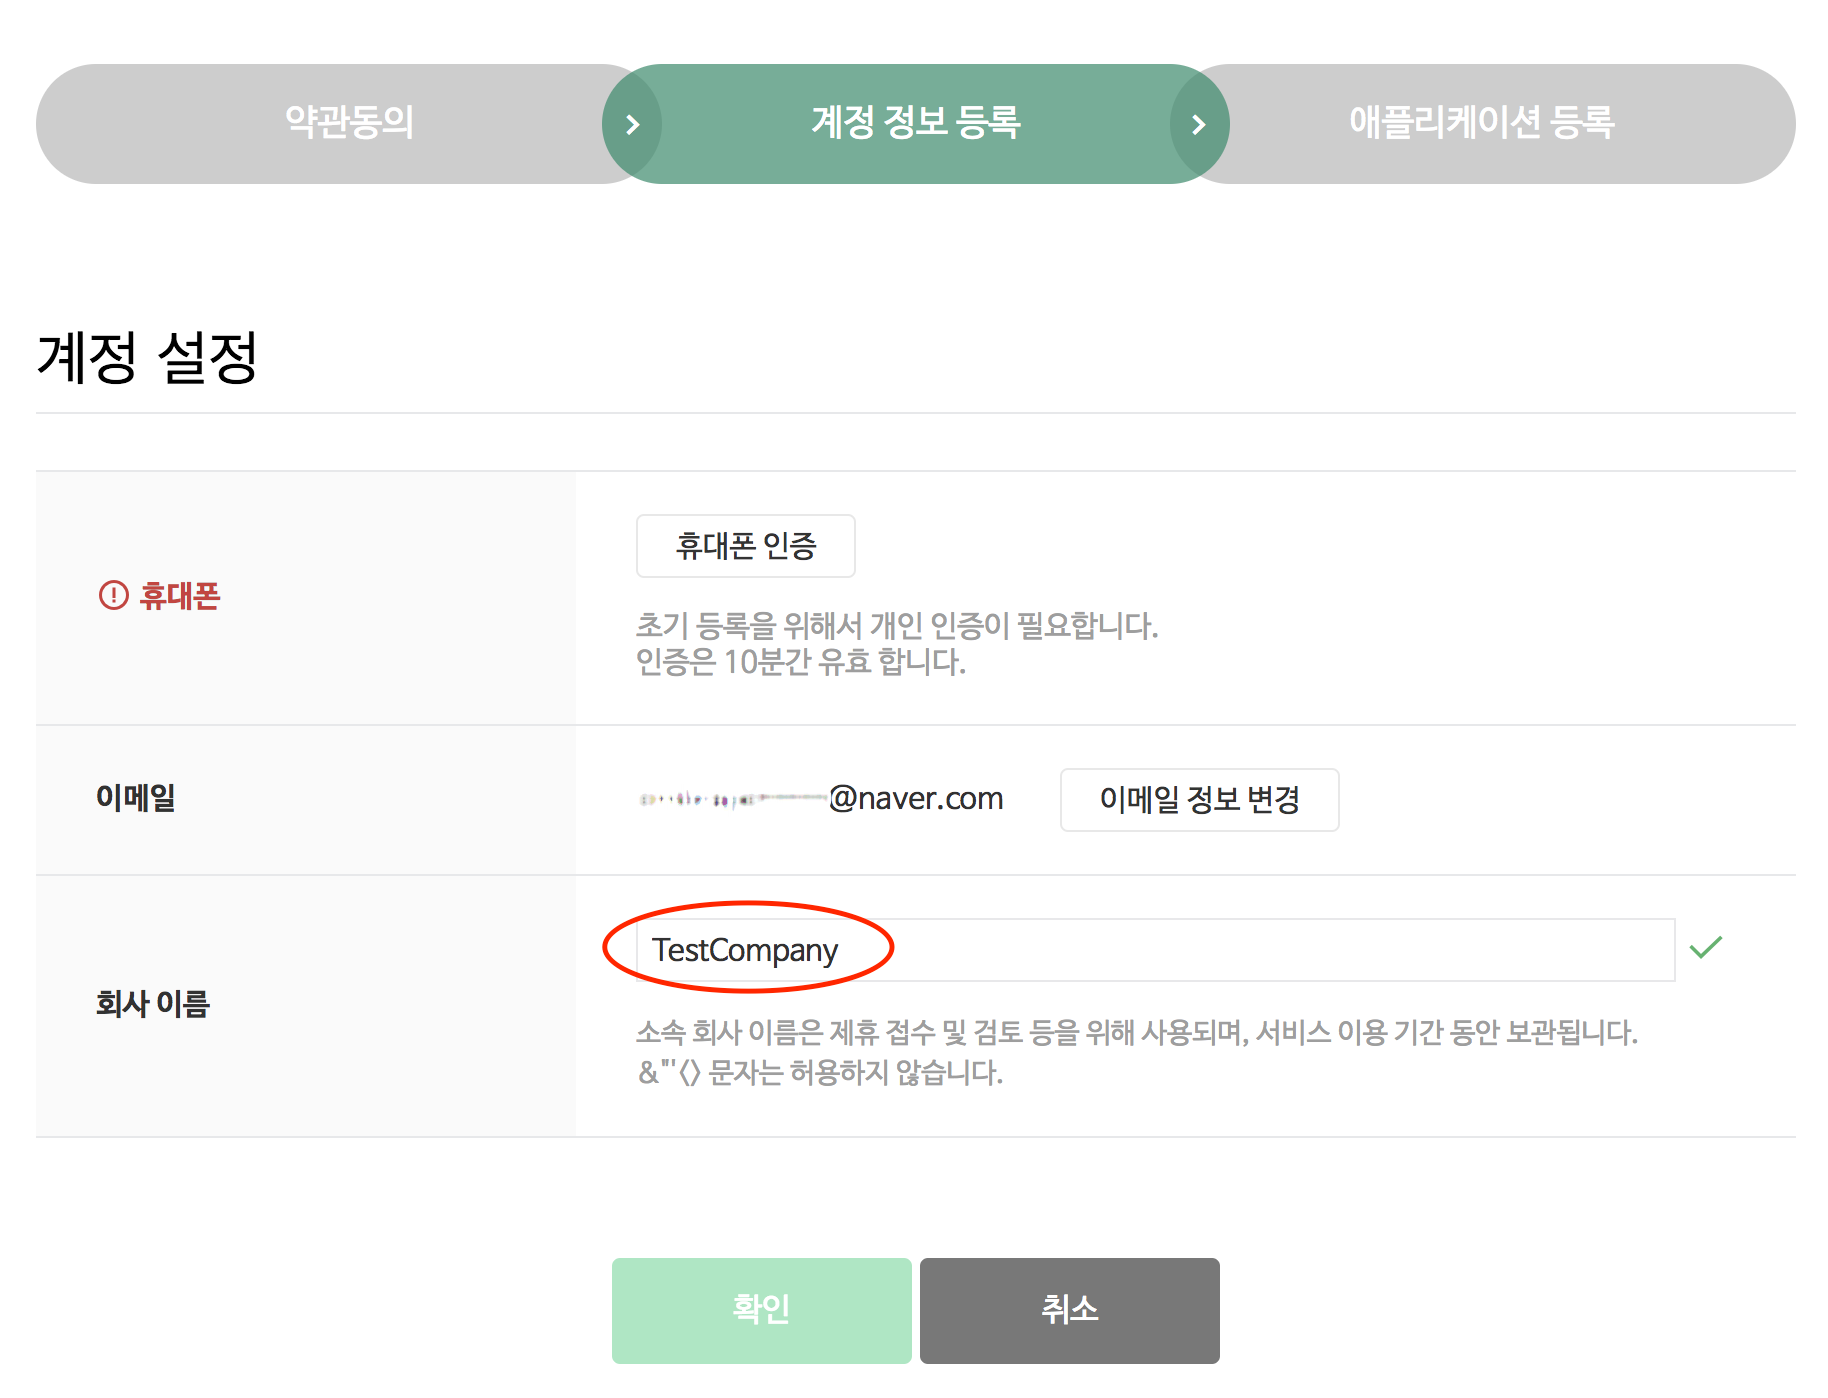 약관동의
계정 정보 등록
애플리케이션 등록
계정 설정
휴대폰
휴대폰 인증
초기 등록을 위해서 개인 인증이 필요합니다.
인증은 10분간 유효 합니다.
이메일
@naver.com
이메일 정보 변경
회사 이름
TestCompany
소속 회사 이름은 제휴 접수 및 검토 등을 위해 사용되며, 서비스 이용 기간 동안 보관됩니다.
&"'<> 문자는 허용하지 않습니다.
확인
취소